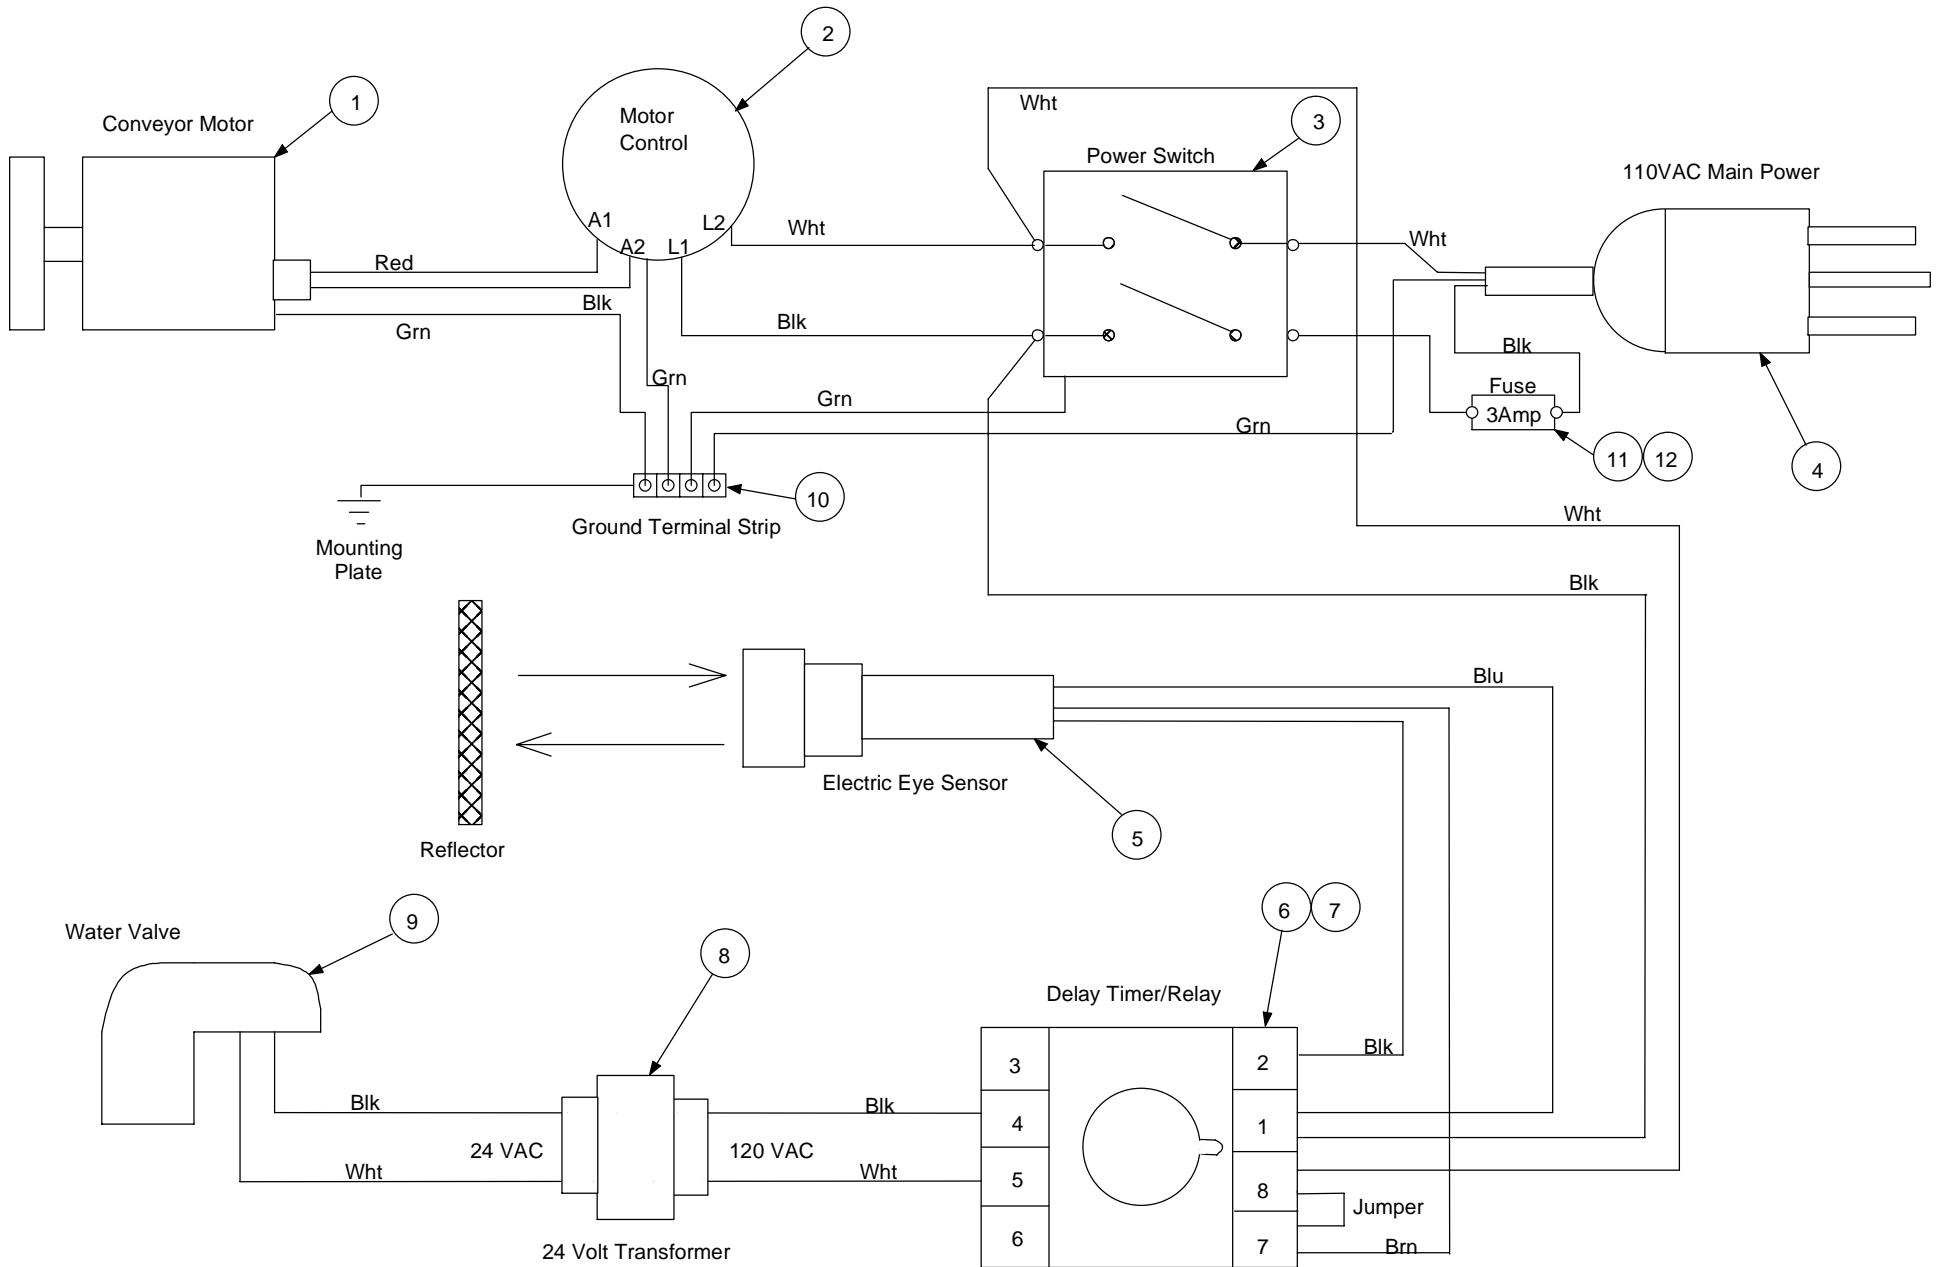 2
1
Wht
Conveyor Motor
Motor
Control
3
Power Switch
110VAC Main Power
A1
L2
Wht
Wht
A2
L1
Red
Blk
Blk
Grn
Blk
Grn
Fuse
Grn
3Amp
Grn
11
12
4
10
Wht
Ground Terminal Strip
Mounting
Plate
Blk
Blu
Electric Eye Sensor
5
Reflector
9
6
7
Water Valve
8
Delay Timer/Relay
Blk
3
2
Blk
Blk
4
1
24 VAC
120 VAC
Wht
Wht
5
8
Jumper
6
7
Brn
24 Volt Transformer